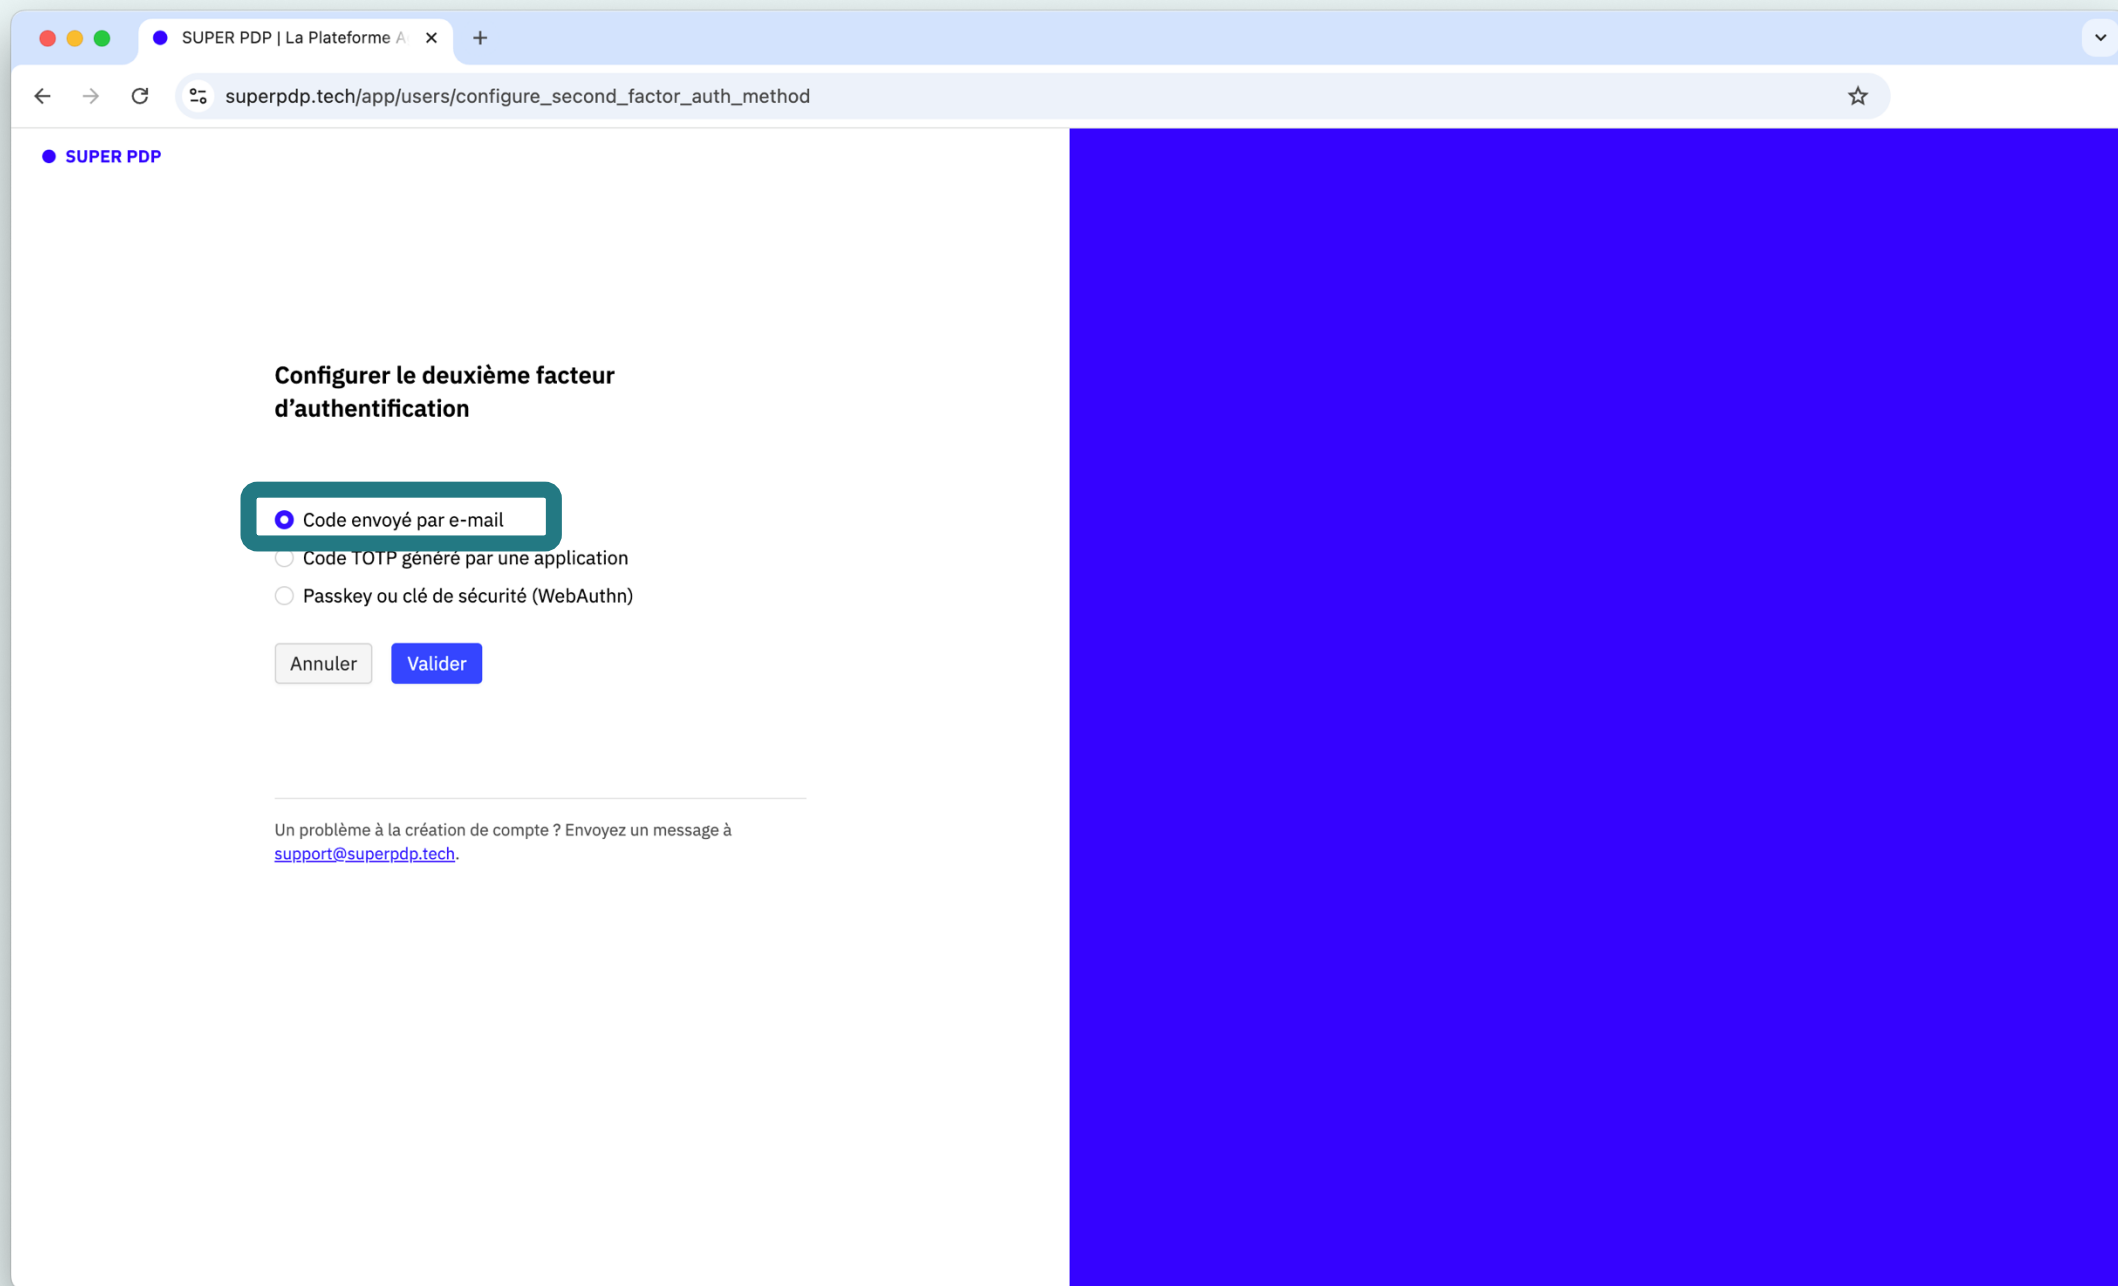 SUPER PDP | La Plateforme A
superpdp.tech/app/users/configure_second_factor_auth_method
SUPER PDP
Configurer le deuxième facteur
d’authentification
Code envoyé par e-mail
Code TOTP généré par une application
Passkey ou clé de sécurité (WebAuthn)
Annuler
Valider
Un problème à la création de compte ? Envoyez un message à
support@superpdp.tech.